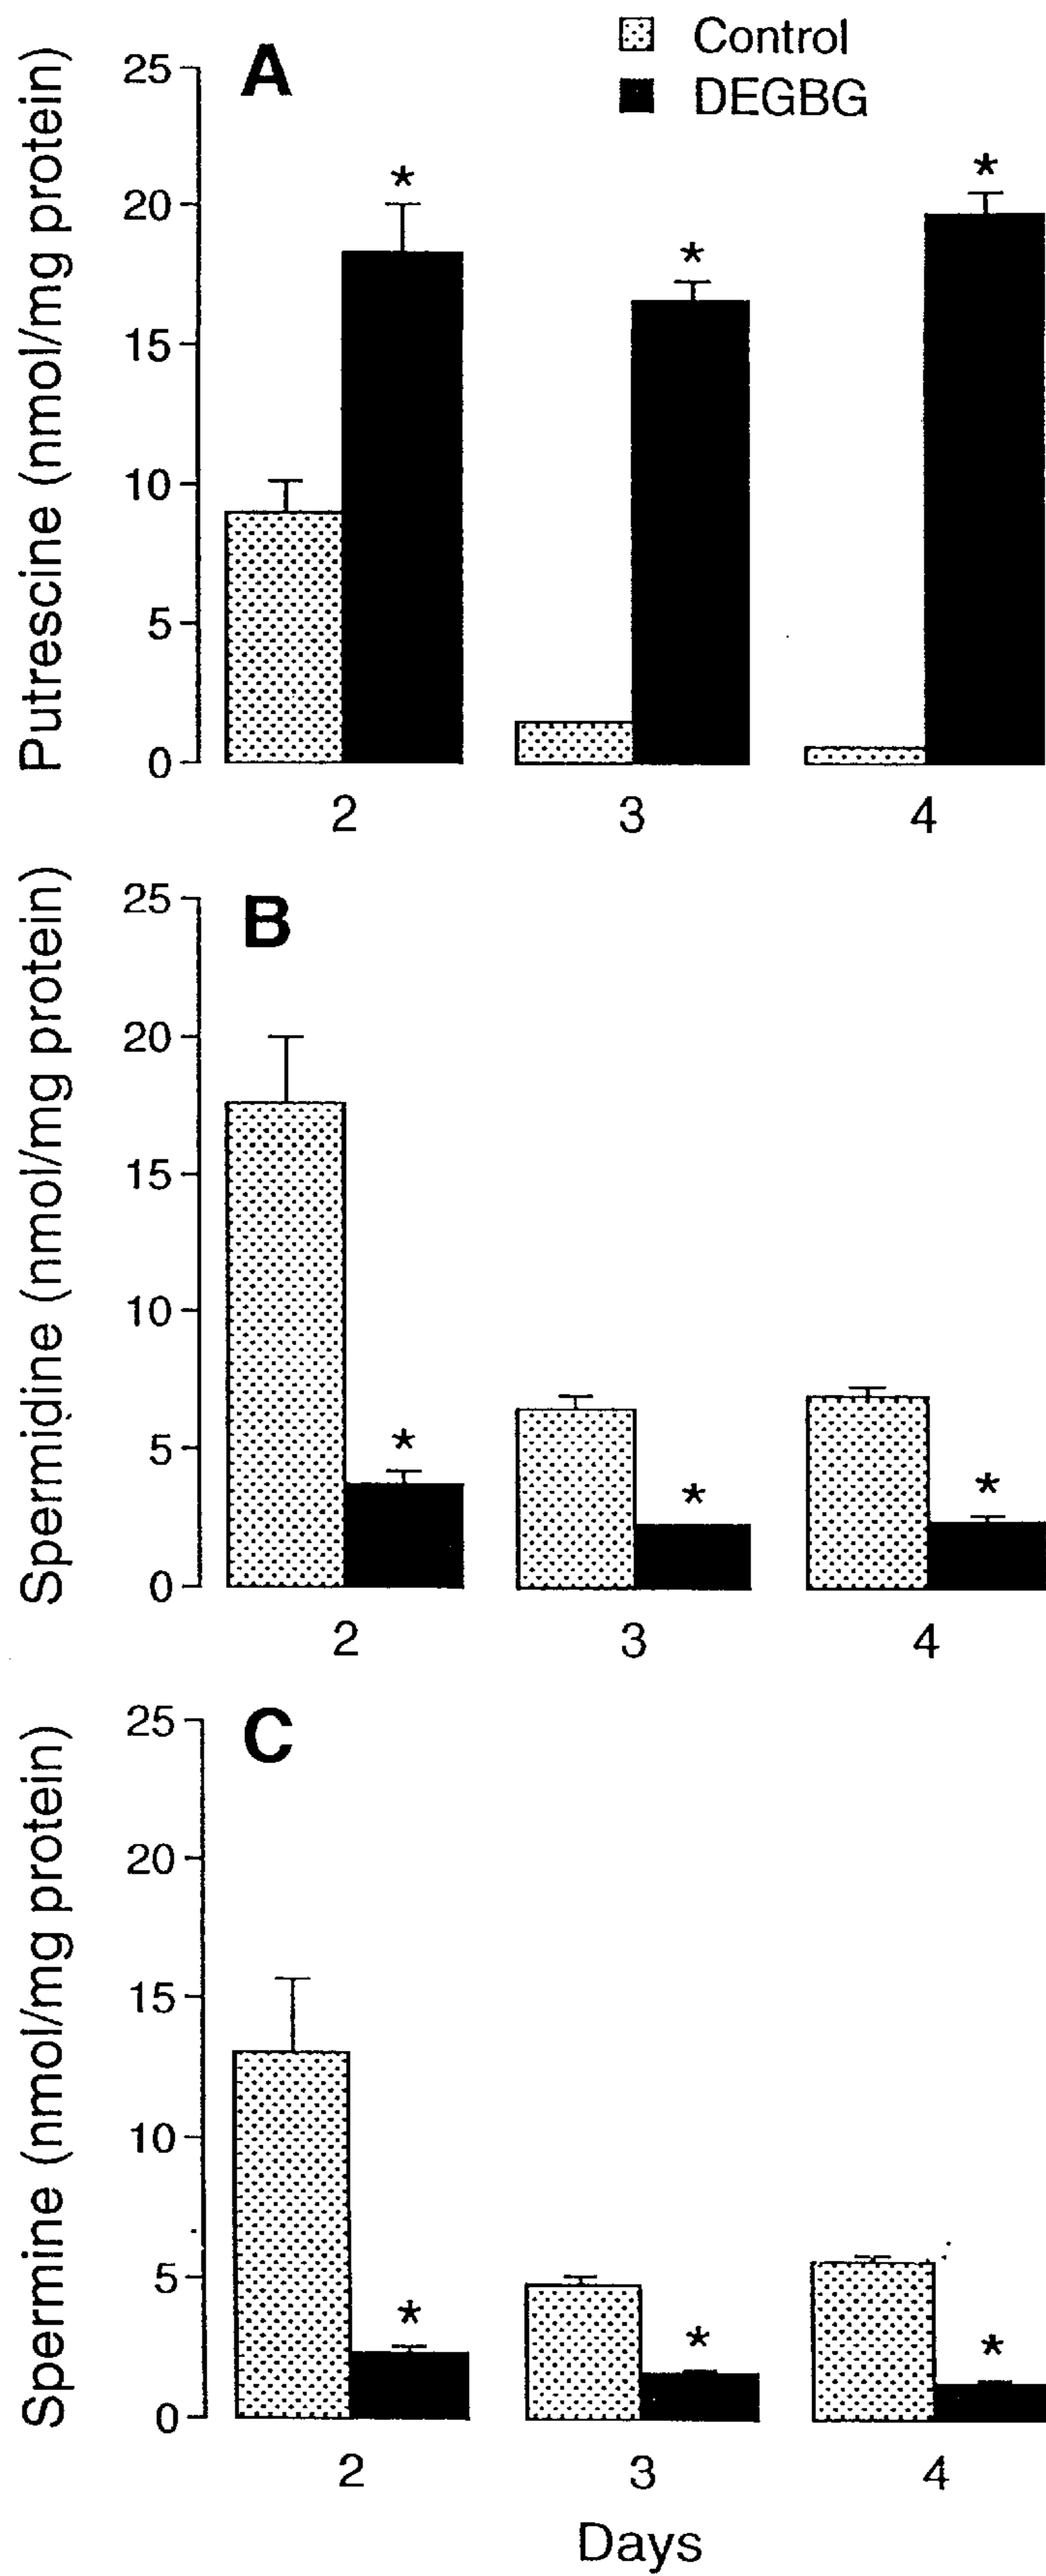 Control
DEGBG
A
Putrescine (nmol/mg protein)
25
20
15
10
5
0
*
*
*
2 3 4
B
Spermidine (nmol/mg protein)
25
20
15
10
5
0
*
*
*
2 3 4
C
Spermine (nmol/mg protein)
25
20
15
10
5
0
*
*
*
2 3 4
Days